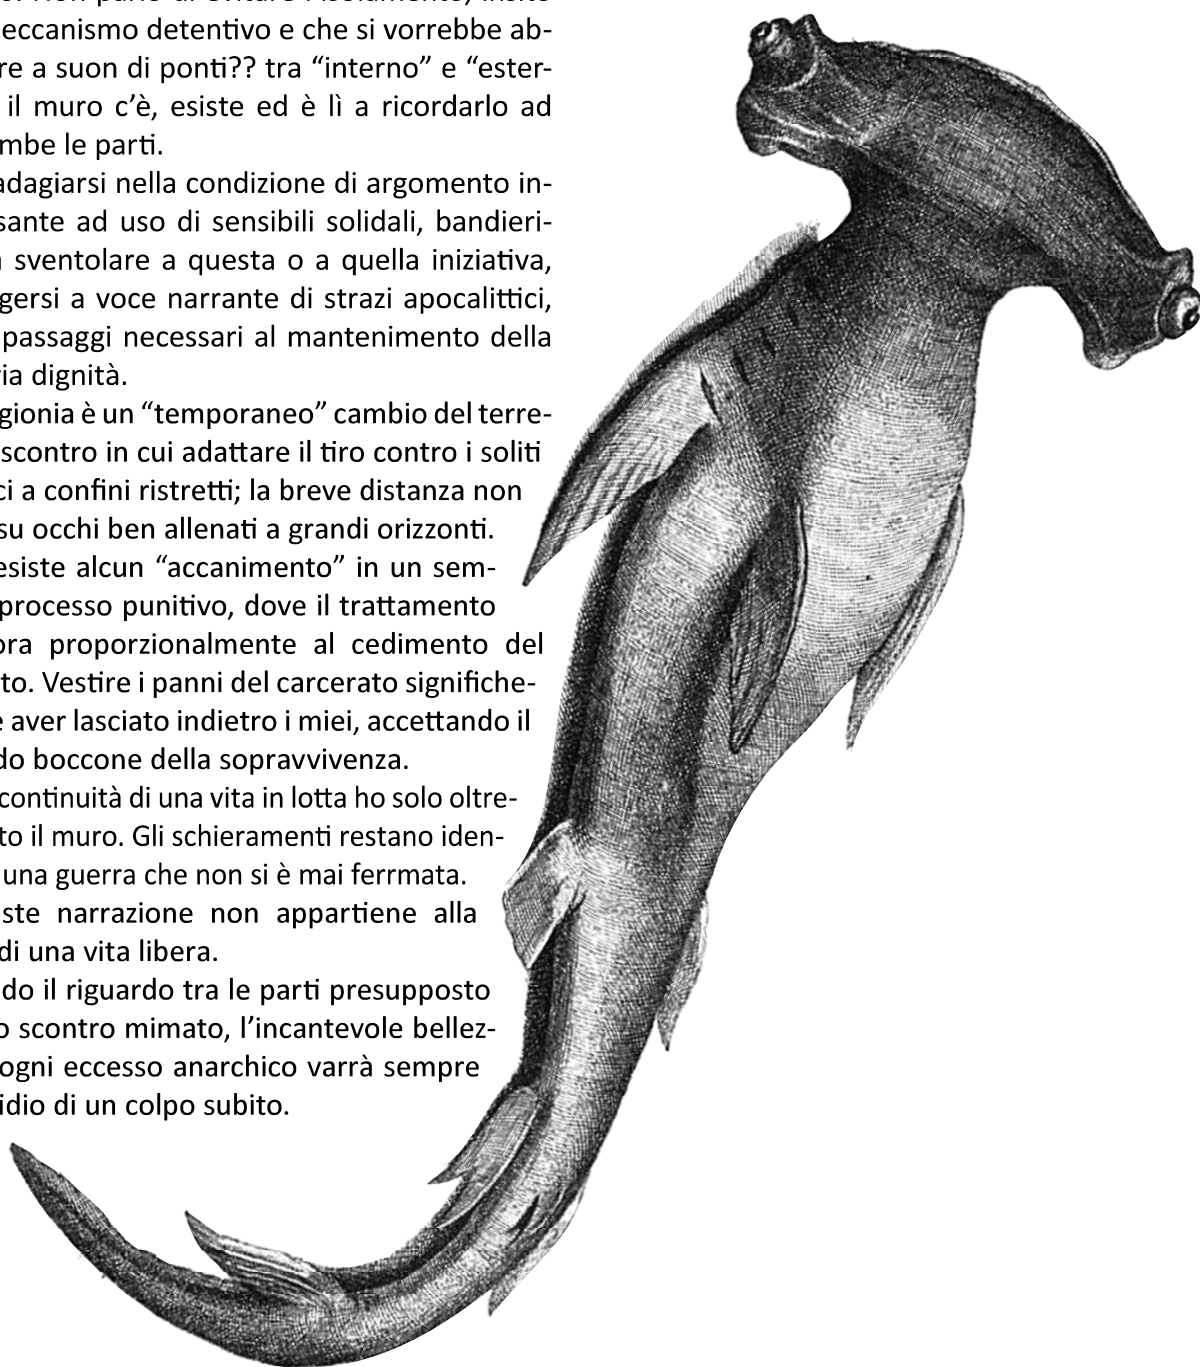 eccanismo detentivo e che si vorrebbe ab-
re a suon di ponti?? tra “interno” e “ester-
il muro c’è, esiste ed è lì a ricordarlo ad
mbe le parti.
adagiarsi nella condizione di argomento in-
sante ad uso di sensibili solidali, bandieri-
sventolare a questa o a quella iniziativa,
gersi a voce narrante di strazi apocalittici,
passaggi necessari al mantenimento della
ria dignità.
gionia è un “temporaneo” cambio del terre-
scontro in cui adattare il tiro contro i soliti
ci a confini ristretti; la breve distanza non
su occhi ben allenati a grandi orizzonti.
esiste alcun “accanimento” in un sem-
processo punitivo, dove il trattamento
ora proporzionalmente al cedimento del
to. Vestire i panni del carcerato significhe-
e aver lasciato indietro i miei, accettando il
do boccone della sopravvivenza.
continuità di una vita in lotta ho solo oltre-
to il muro. Gli schieramenti restano iden-
una guerra che non si è mai ferrmata.
ste narrazione non appartiene alla
di una vita libera.
do il riguardo tra le parti presupposto
o scontro mimato, l’incantevole bellez-
ogni eccesso anarchico varrà sempre
idio di un colpo subito.